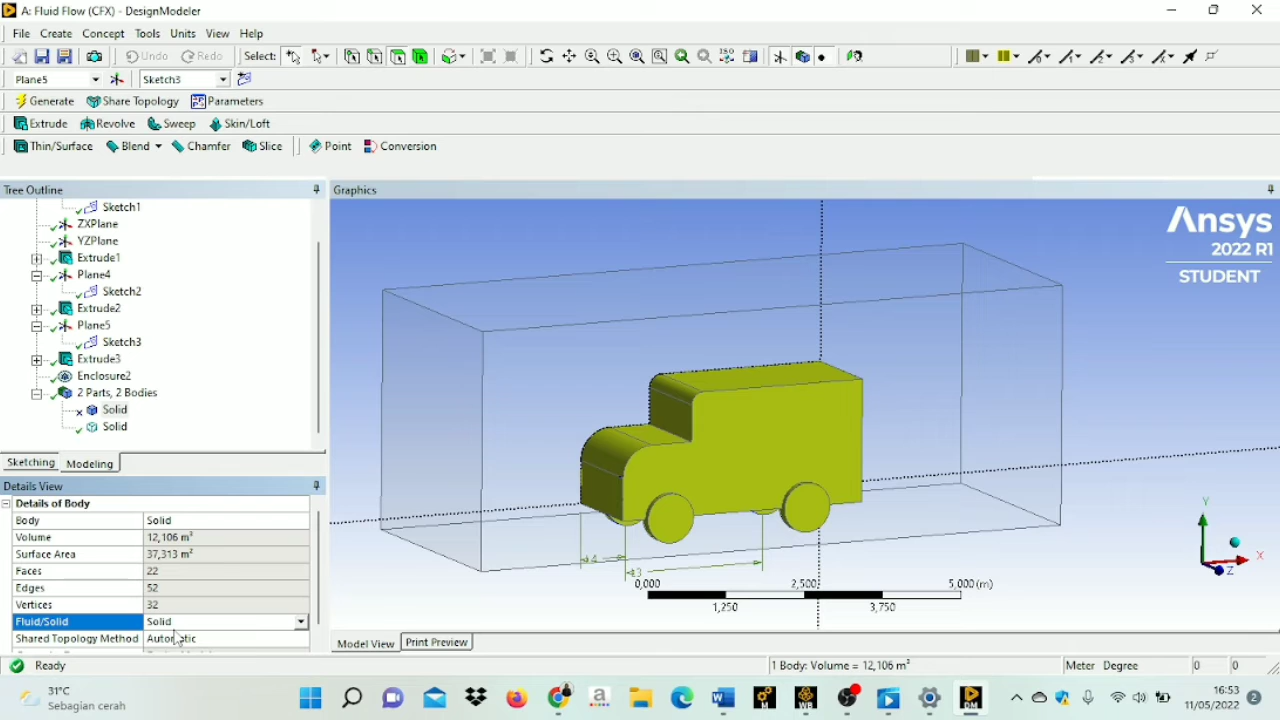 A: Fluid Flow (CFX) - DesignModeler
File Create Concept Tools Units View Help
Undo Redo Select:
Plane5 Sketch3
Generate Share Topology Parameters
Extrude Revolve Sweep Skin/Loft
Thin/Surface Blend Chamfer Slice Point Conversion
Tree Outline
Sketch1
ZXPlane
YZPlane
Extrude1
Plane4
Sketch2
Extrude2
Plane5
Sketch3
Extrude3
Enclosure2
2 Parts, 2 Bodies
Solid
Solid
Sketching Modeling
Details View
Details of Body
Body Solid
Volume 12,106 m³
Surface Area 37,313 m²
Faces 22
Edges 52
Vertices 32
Fluid/Solid Solid
Shared Topology Method Automatic
Graphics
Ansys
2022 R1
STUDENT
Y
X
Z
0,000 2,500 5,000 (m)
1,250 3,750
Model View Print Preview
Ready 1 Body: Volume = 12,106 m³ Meter Degree 0 0
31°C
Sebagian cerah
16:53
11/05/2022
2